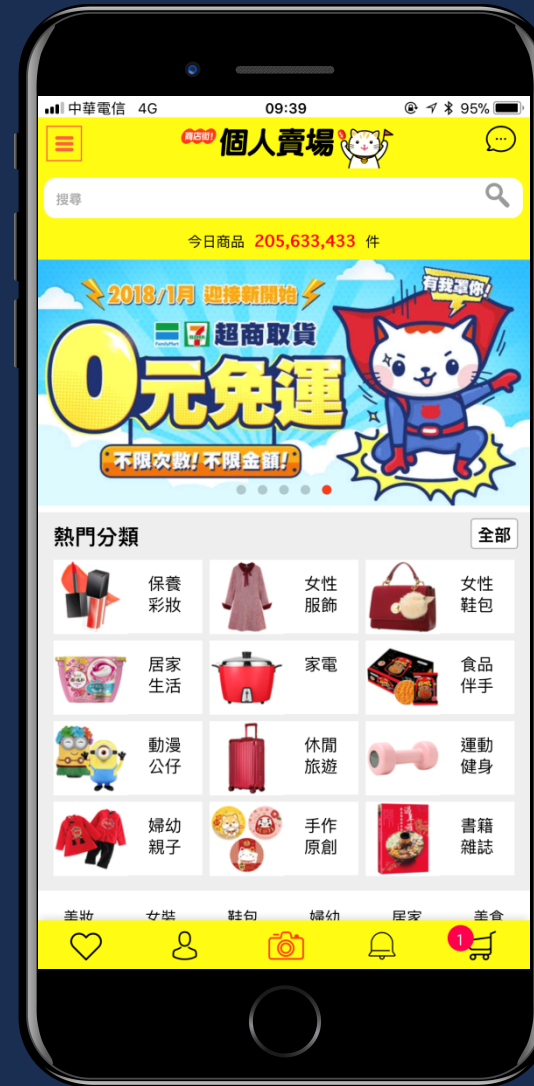 中華電信 4G 09:39 95%
商店街! 個人賣場
搜尋
今日商品 205,633,433 件
2018/1月 迎接新開始
有我罩你!
FamilyMart 7-ELEVEN 超商取貨
0元免運
不限次數!不限金額!
熱門分類 全部
保養
彩妝
女性
服飾
女性
鞋包
居家
生活
家電
食品
伴手
動漫
公仔
休閒
旅遊
運動
健身
婦幼
親子
手作
原創
書籍
雜誌
美妝 女裝 鞋包 婦幼 居家 美食
1